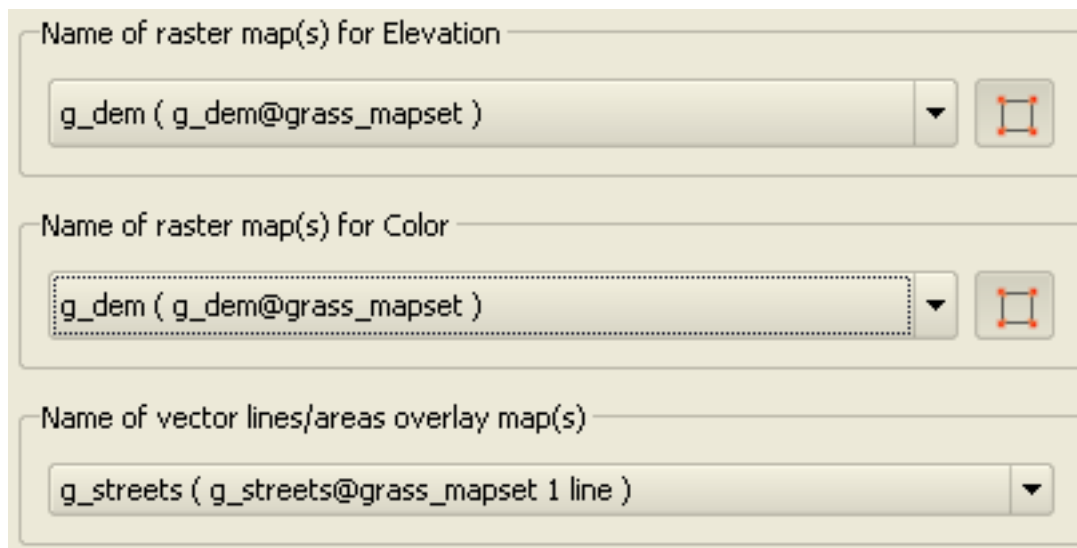 Name of raster map(s) for Elevation
g_dem ( g_dem@grass_mapset )
Name of raster map(s) for Color
g_dem ( g_dem@grass_mapset )
Name of vector lines/areas overlay map(s)
g_streets ( g_streets@grass_mapset 1 line )